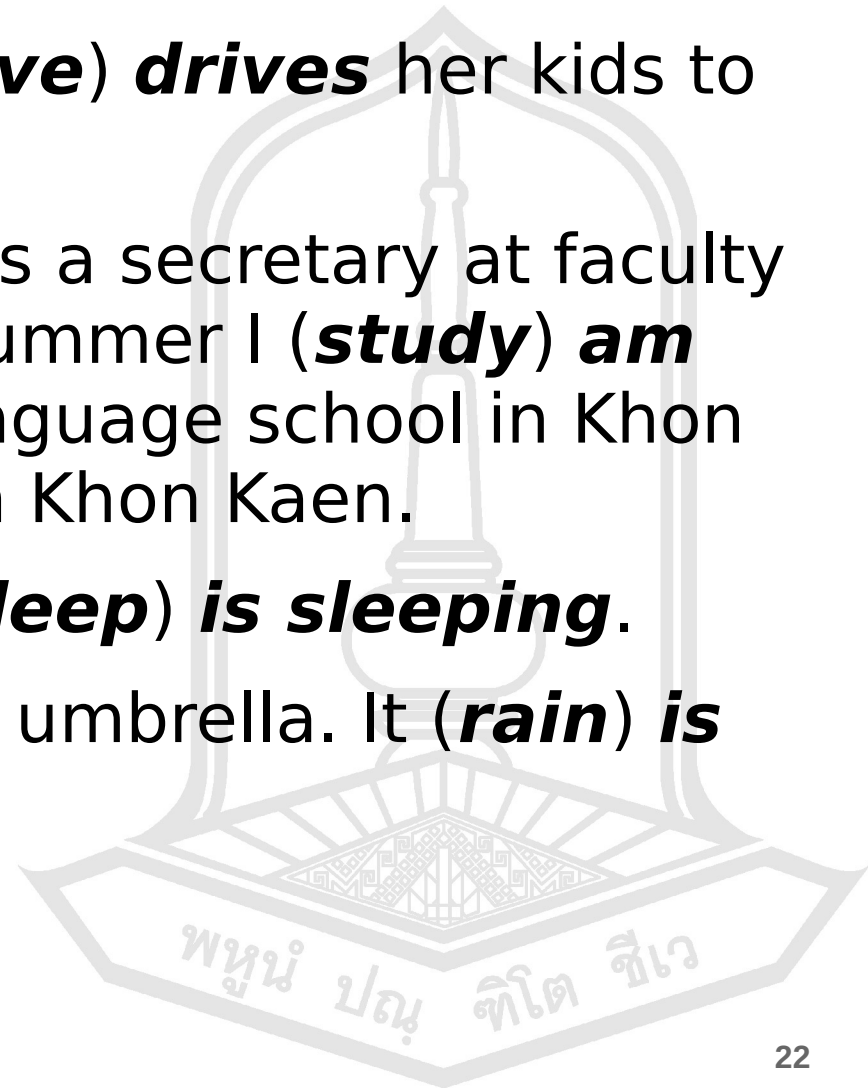 ve) drives her kids to
s a secretary at faculty
ummer I (study) am
nguage school in Khon
n Khon Kaen.
leep) is sleeping.
umbrella. It (rain) is
พหูนํ ปณฺฑิโต ชีเว
22